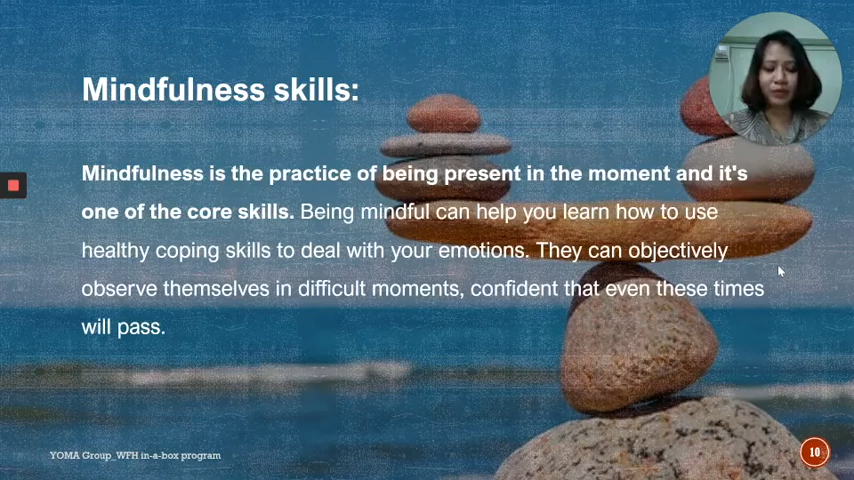 Mindfulness skills:
Mindfulness is the practice of being present in the moment and it's
one of the core skills. Being mindful can help you learn how to use
healthy coping skills to deal with your emotions. They can objectively
observe themselves in difficult moments, confident that even these times
will pass.
YOMA Group_WFH in-a-box program
10